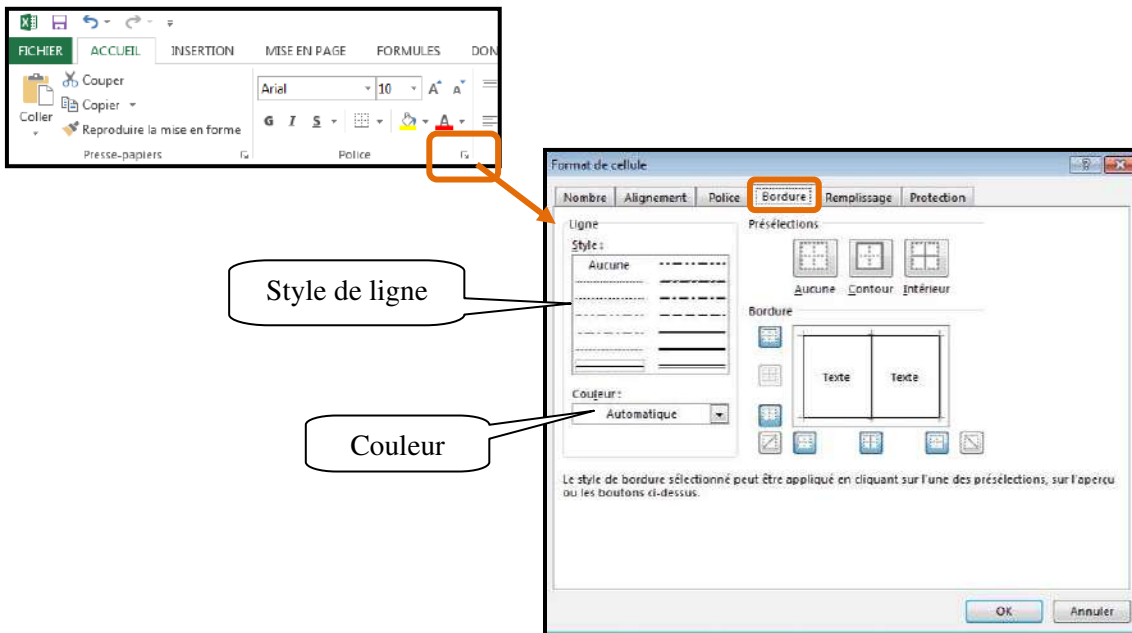 FICHIER ACCUEIL INSERTION MISE EN PAGE FORMULES DON
Couper
Copier
Coller
Reproduire la mise en forme
Presse-papiers
Arial 10 A A
G I S A
Police
Format de cellule
Nombre Alignement Police Bordure Remplissage Protection
Ligne
Style :
Aucune
Présélections
Aucune Contour Intérieur
Bordure
Texte Texte
Couleur :
Automatique
Style de ligne
Couleur
Le style de bordure sélectionné peut être appliqué en cliquant sur l'une des présélections, sur l'aperçu
ou les boutons ci-dessus.
OK Annuler